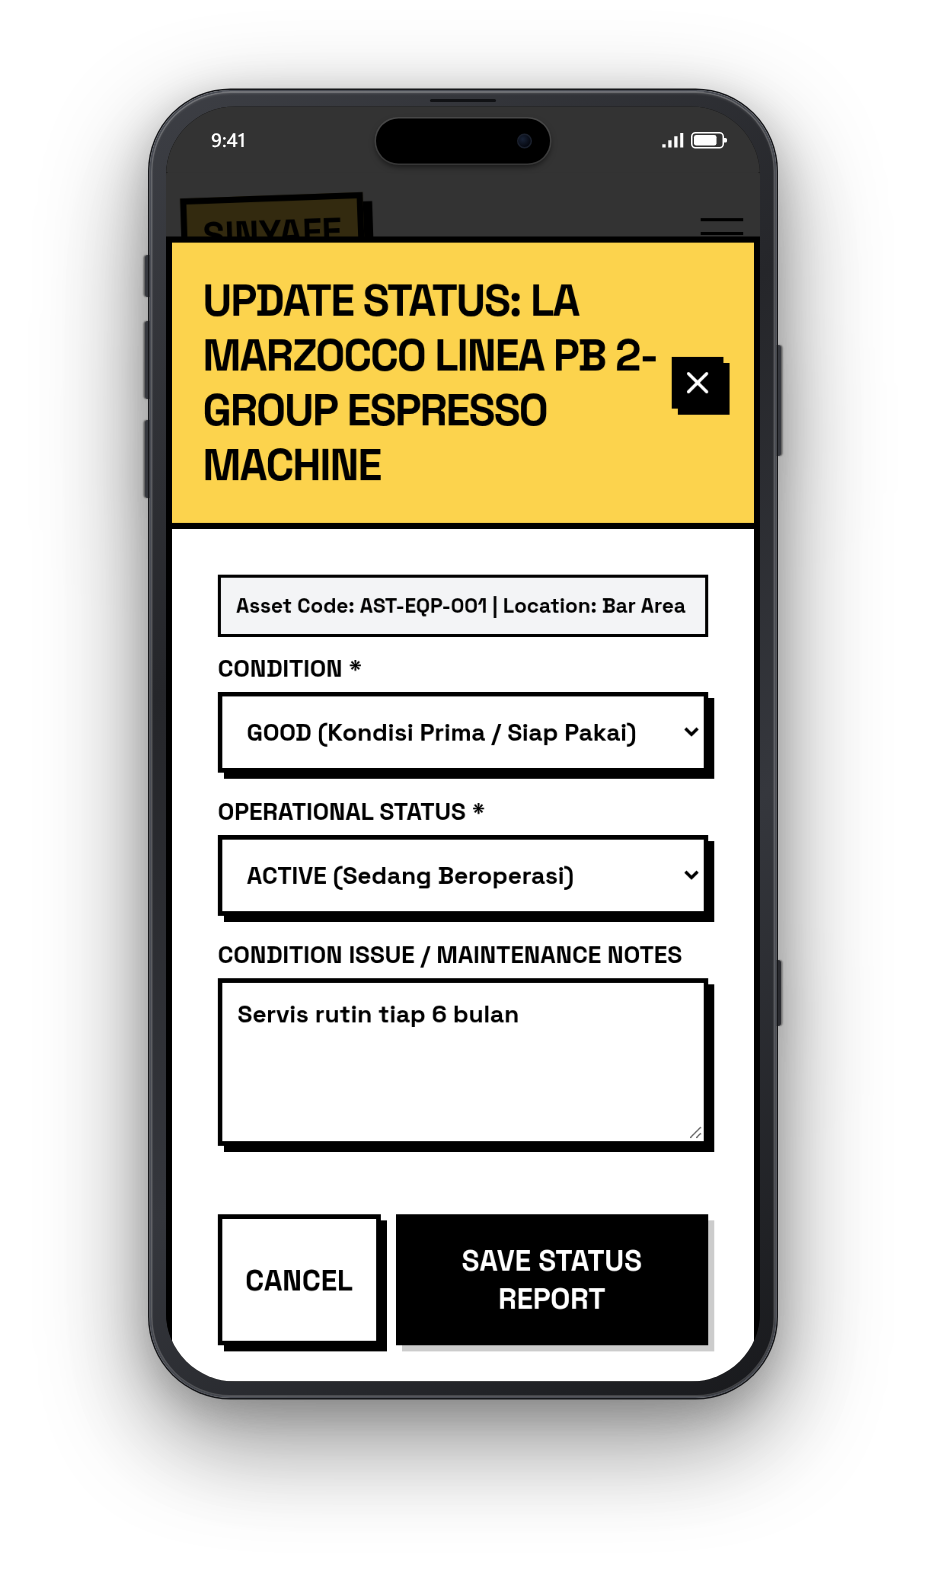 9:41
SINYAFE
UPDATE STATUS: LA
MARZOCCO LINEA PB 2-
GROUP ESPRESSO
MACHINE
Asset Code: AST-EQP-001 | Location: Bar Area
CONDITION *
GOOD (Kondisi Prima / Siap Pakai)
OPERATIONAL STATUS *
ACTIVE (Sedang Beroperasi)
CONDITION ISSUE / MAINTENANCE NOTES
Servis rutin tiap 6 bulan
CANCEL
SAVE STATUS
REPORT